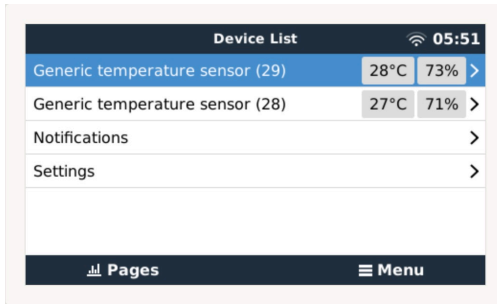 Device List 05:51
Generic temperature sensor (29) 28°C 73%
Generic temperature sensor (28) 27°C 71%
Notifications
Settings
Pages Menu